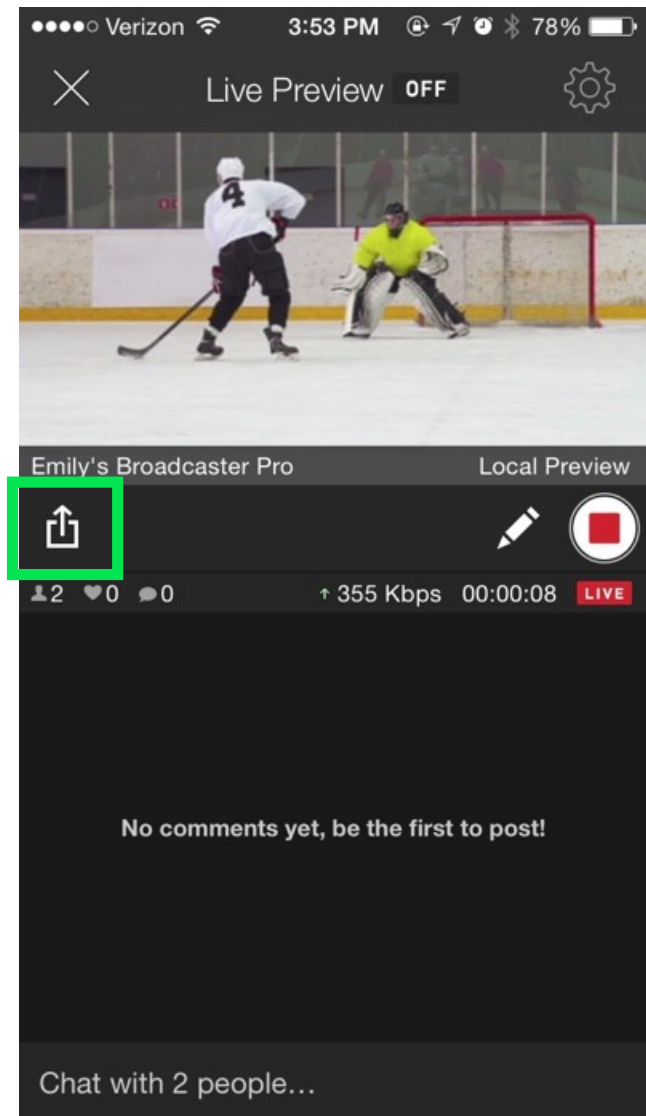 Verizon 3:53 PM 78%
Live Preview OFF
4
Emily's Broadcaster Pro Local Preview
2 0 0 355 Kbps 00:00:08 LIVE
No comments yet, be the first to post!
Chat with 2 people...